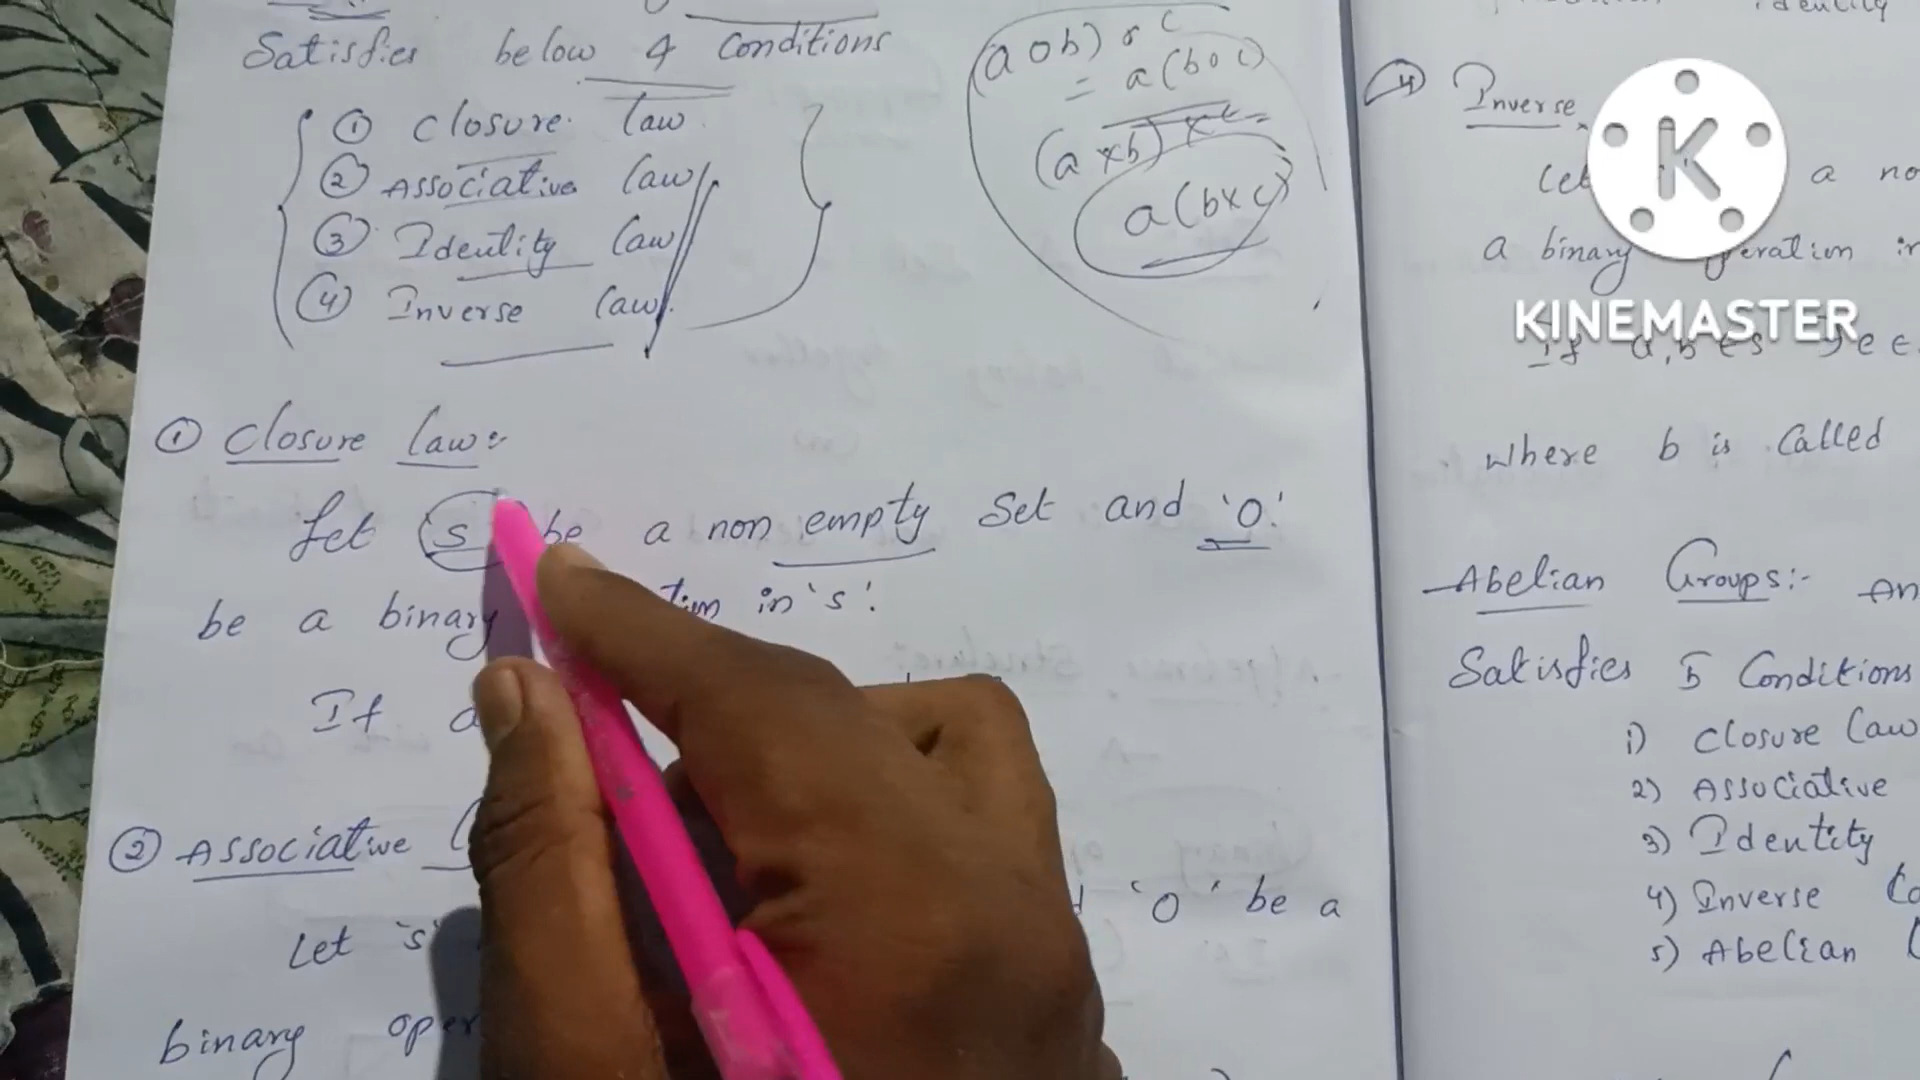 Satisfies below 4 Conditions
① Closure Law
② Associative Law
③ Identity Law
④ Inverse Law
(a o b) o c
= a (b o c)
(a × b) × c
a (b × c)
① Closure Law:-
Let 's' be a non empty Set and 'o'
be a binary in 's'.
If
② Associative
'o' be a
Let 's'
binary
④ Inverse
Let a
a binary
If a, b ∈ s
where b is called
Abelian Groups:- An
Satisfies 5 Conditions
1) Closure Law
2) Associative
3) Identity
4) Inverse
5) Abelian
K
KINEMASTER